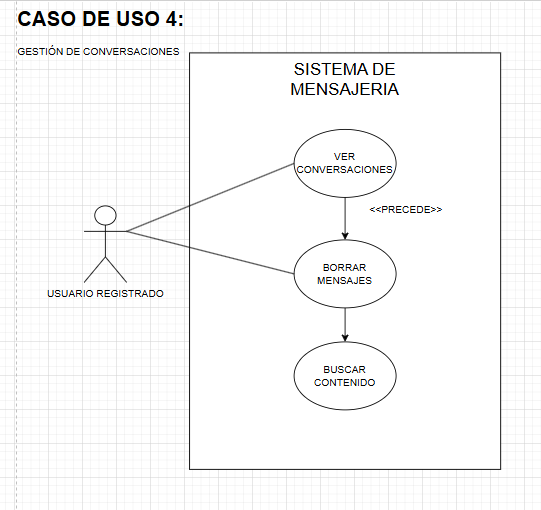 CASO DE USO 4:
GESTIÓN DE CONVERSACIONES
SISTEMA DE
MENSAJERIA
VER
CONVERSACIONES
<<PRECEDE>>
BORRAR
MENSAJES
USUARIO REGISTRADO
BUSCAR
CONTENIDO